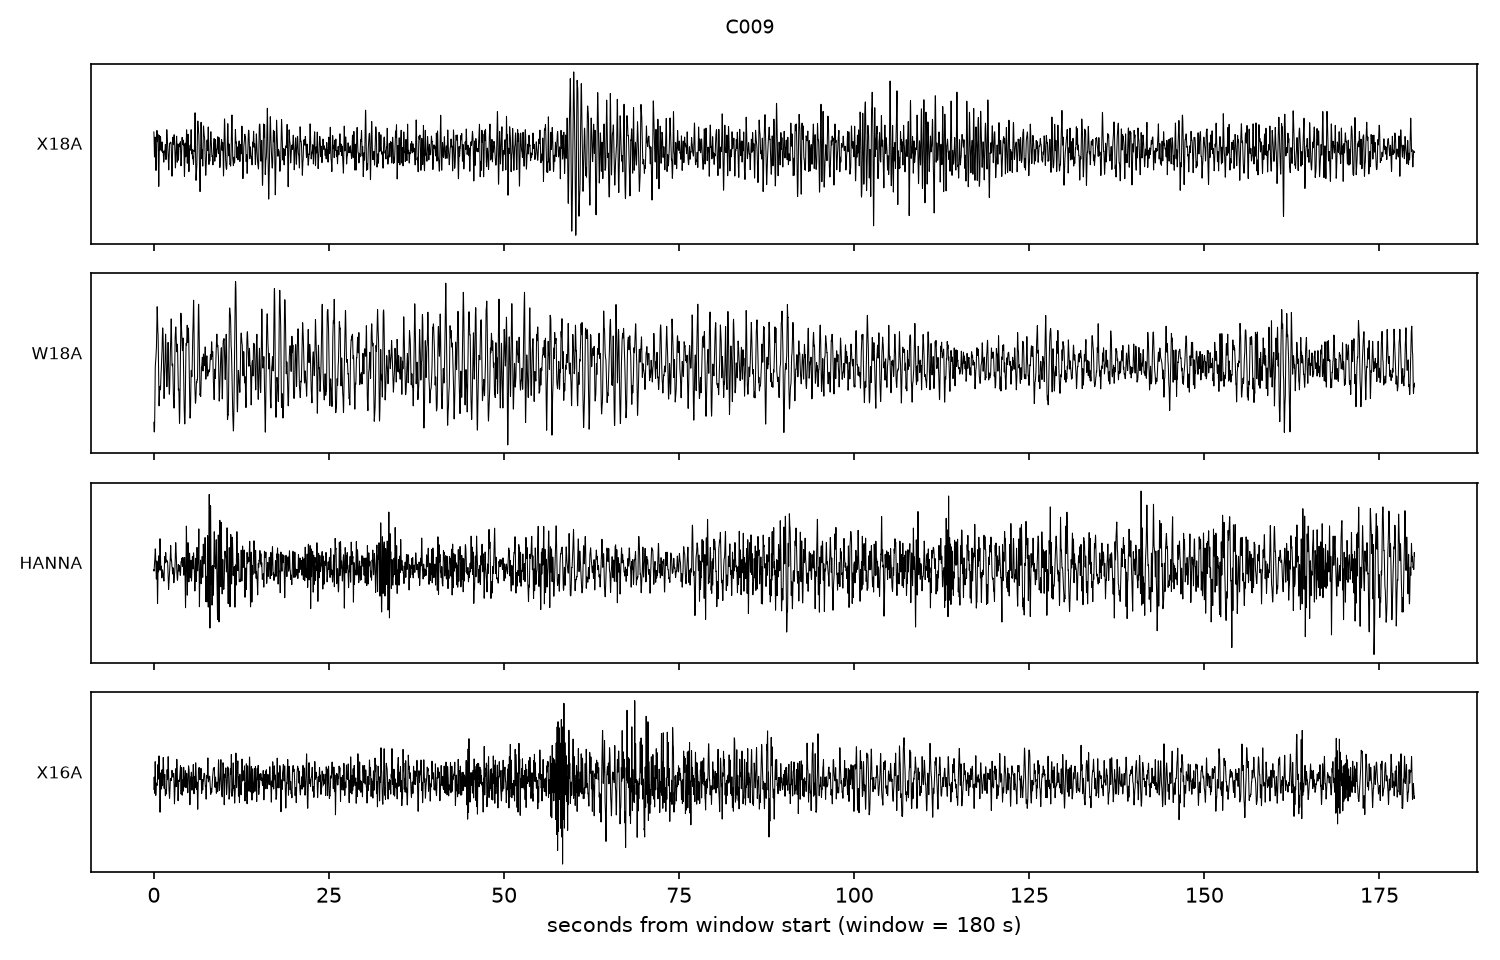 C009
X18A
W18A
HANNA
X16A
0 25 50 75 100 125 150 175
seconds from window start (window = 180 s)